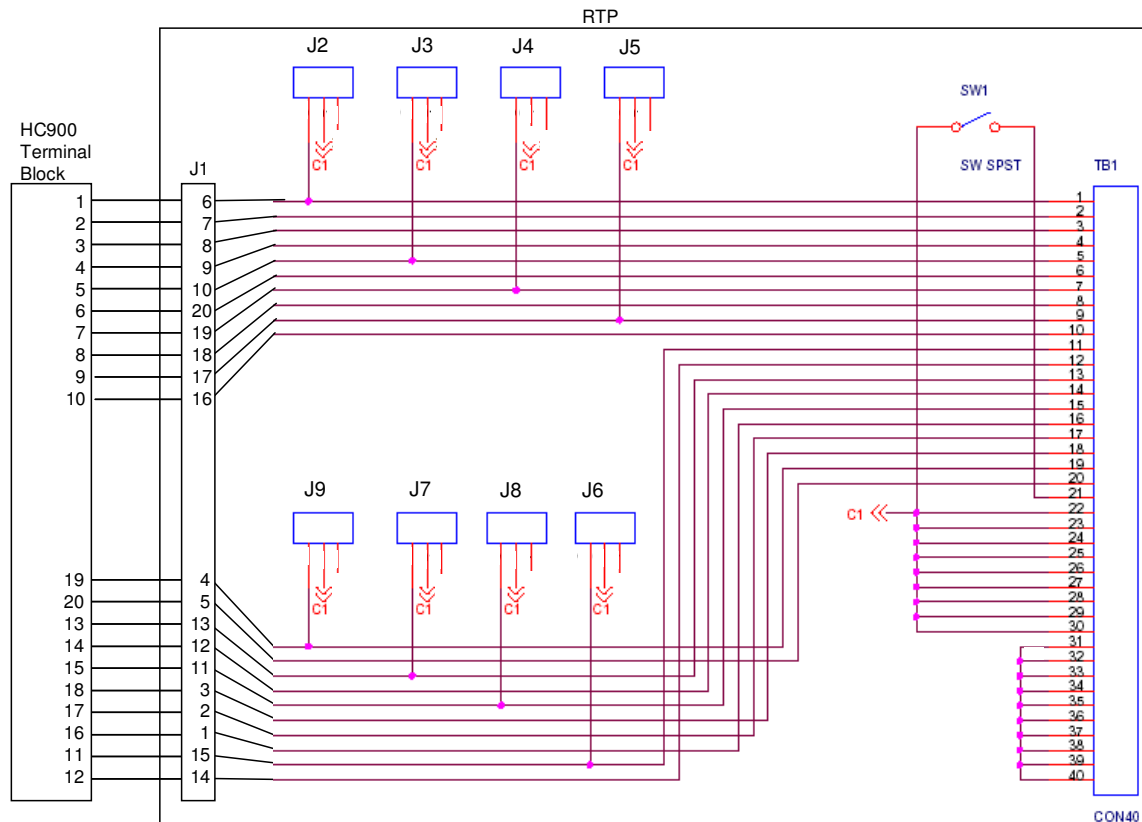 RTP
J2 J3 J4 J5
SW1
HC900
Terminal
Block
J1
C1 C1 C1 C1
SW SPST
TB1
1 6 1
2 7 2
3 8 3
4 9 4
5 10 5
6 20 6
7 19 7
8 18 8
9 17 9
10 16 10
11
12
13
14
15
16
17
18
19
20
21
J9 J7 J8 J6
C1 22
23
24
25
26
27
28
29
30
C1 C1 C1 C1
19 4
20 5
13 13
14 12
15 11
18 3
17 2
16 1
11 15
12 14
31
32
33
34
35
36
37
38
39
40
CON40